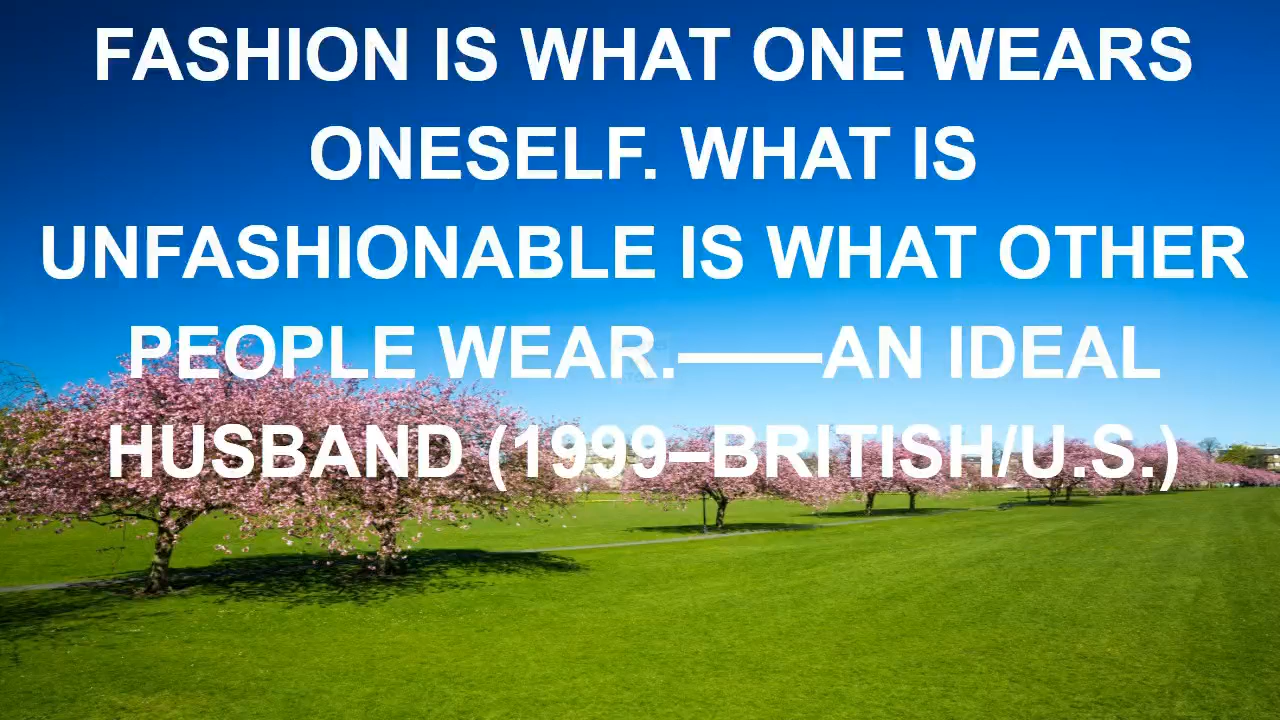 FASHION IS WHAT ONE WEARS
ONESELF. WHAT IS
UNFASHIONABLE IS WHAT OTHER
PEOPLE WEAR.——AN IDEAL
HUSBAND (1999–BRITISH/U.S.)